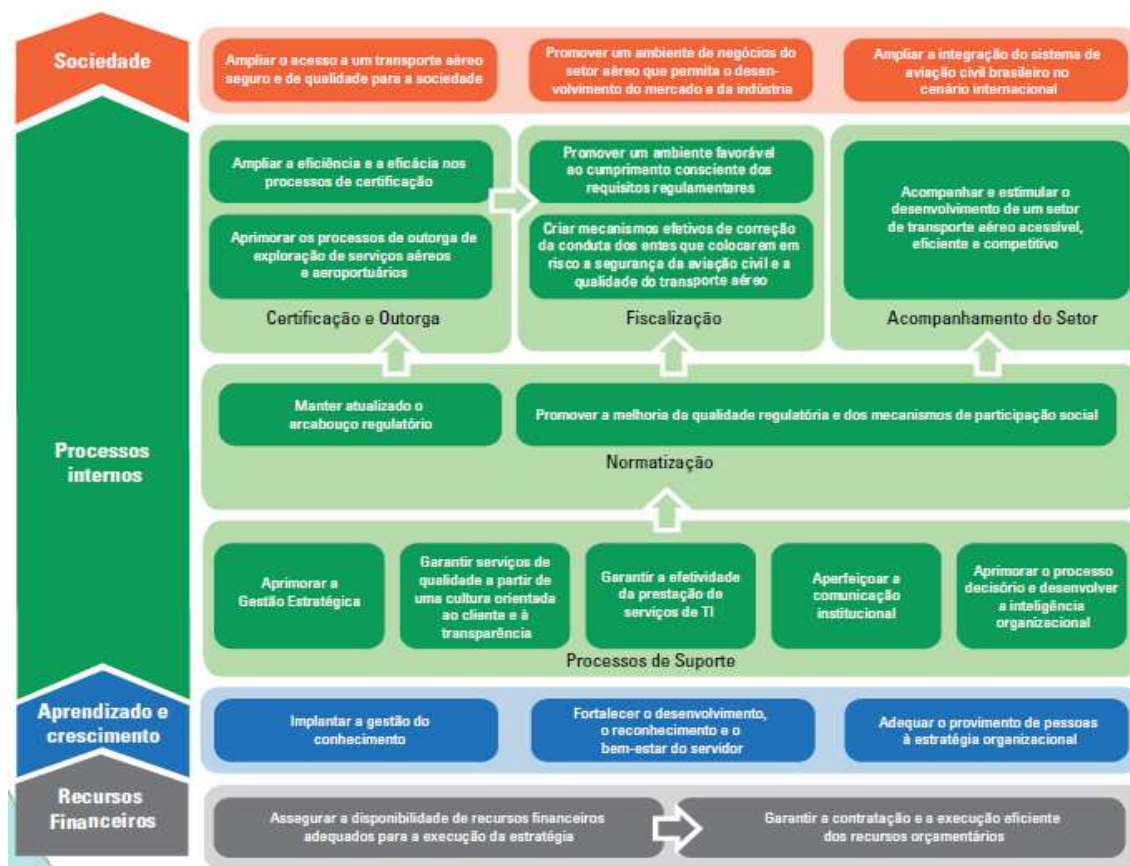 Sociedade
Ampliar o acesso a um transporte aéreo
seguro e de qualidade para a sociedade
Promover um ambiente de negócios do
setor aéreo que permita o desen-
volvimento do mercado e da indústria
Ampliar a integração do sistema de
aviação civil brasileiro no
cenário internacional
Processos
internos
Ampliar a eficiência e a eficácia nos
processos de certificação
Aprimorar os processos de outorga de
exploração de serviços aéreos
e aeroportuários
Certificação e Outorga
Promover um ambiente favorável
ao cumprimento consciente dos
requisitos regulamentares
Criar mecanismos efetivos de correção
da conduta dos entes que colocarem em
risco a segurança da aviação civil e a
qualidade do transporte aéreo
Fiscalização
Acompanhar e estimular o
desenvolvimento de um setor
de transporte aéreo acessível,
eficiente e competitivo
Acompanhamento do Setor
Manter atualizado o
arcabouço regulatório
Promover a melhoria da qualidade regulatória e dos mecanismos de participação social
Normatização
Aprimorar a
Gestão Estratégica
Garantir serviços de
qualidade a partir de
uma cultura orientada
ao cliente e à
transparência
Garantir a efetividade
da prestação de
serviços de TI
Aperfeiçoar a
comunicação
institucional
Aprimorar o processo
decisório e desenvolver
a inteligência
organizacional
Processos de Suporte
Aprendizado e
crescimento
Implantar a gestão do
conhecimento
Fortalecer o desenvolvimento,
o reconhecimento e o
bem-estar do servidor
Adequar o provimento de pessoas
à estratégia organizacional
Recursos
Financeiros
Assegurar a disponibilidade de recursos financeiros
adequados para a execução da estratégia
Garantir a contratação e a execução eficiente
dos recursos orçamentários